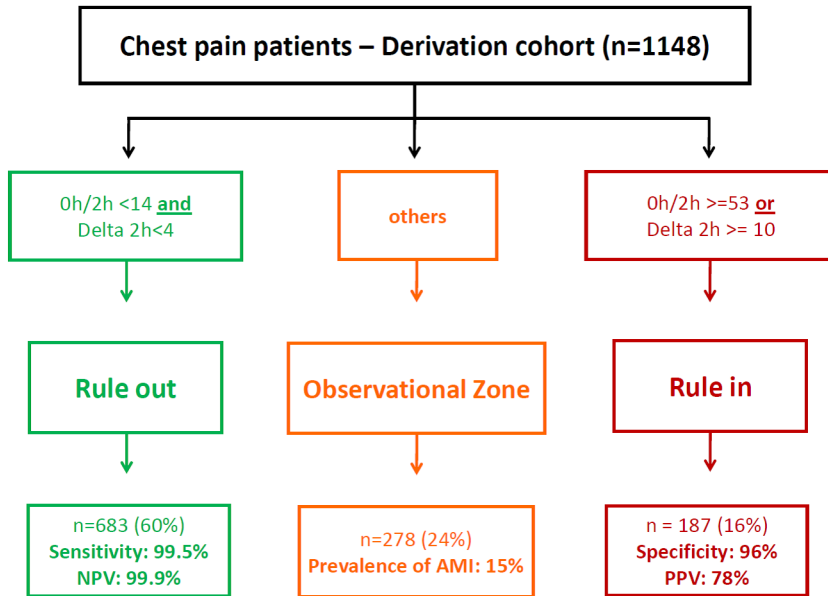 Chest pain patients – Derivation cohort (n=1148)
0h/2h <14 and
Delta 2h<4
others
0h/2h >=53 or
Delta 2h >= 10
Rule out
Observational Zone
Rule in
n=683 (60%)
Sensitivity: 99.5%
NPV: 99.9%
n=278 (24%)
Prevalence of AMI: 15%
n = 187 (16%)
Specificity: 96%
PPV: 78%